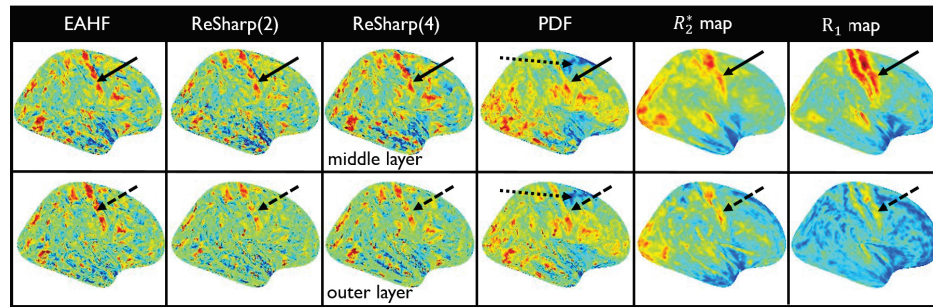 EAHF ReSharp(2) ReSharp(4) PDF R₂* map R₁ map
middle layer
outer layer